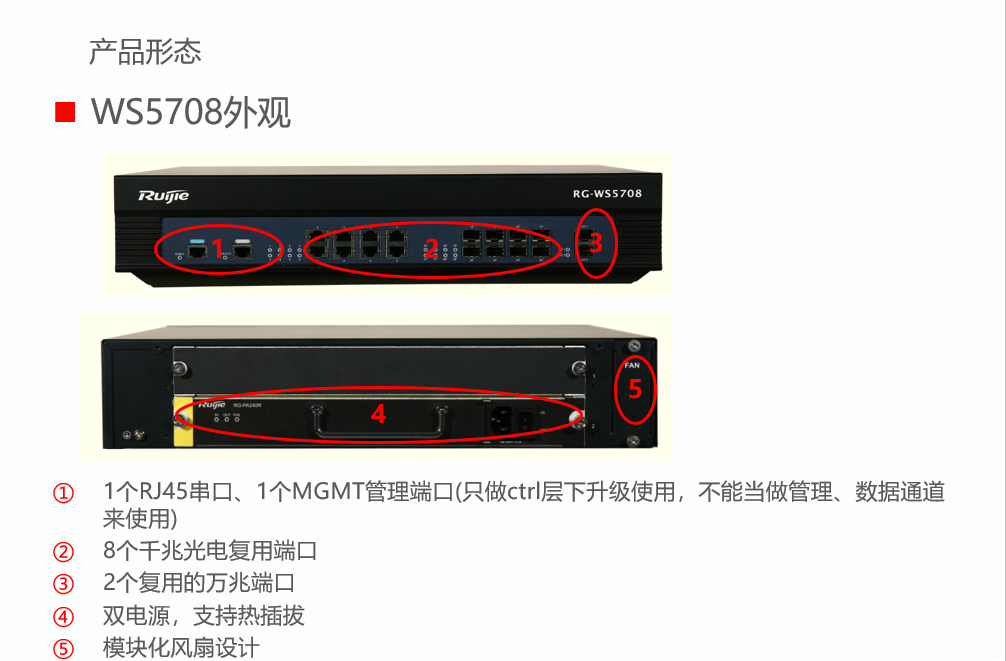 产品形态
WS5708外观
Ruijie
RG-WS5708
1
2
3
FAN
Ruijie
RG-PA240R
4
5
① 1个RJ45串口、1个MGMT管理端口(只做ctrl层下升级使用，不能当做管理、数据通道
来使用)
② 8个千兆光电复用端口
③ 2个复用的万兆端口
④ 双电源，支持热插拔
⑤ 模块化风扇设计